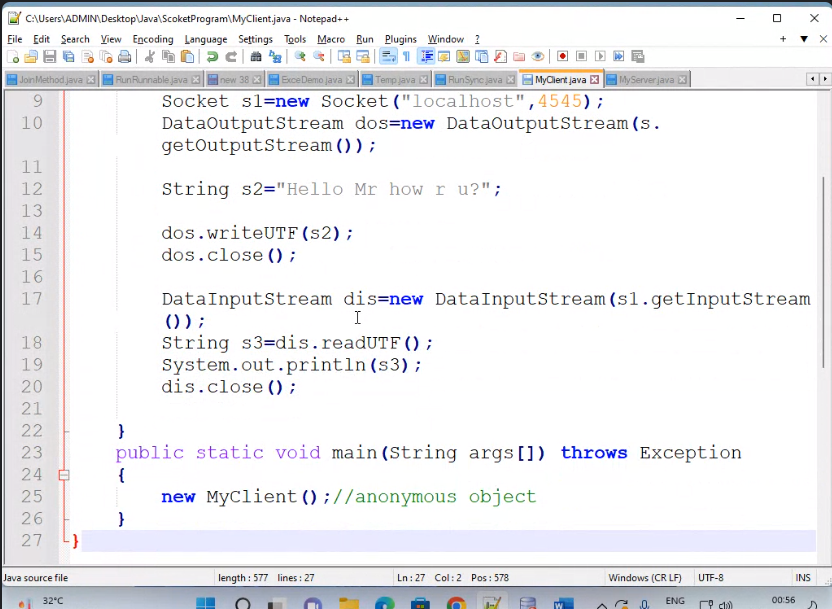 C:\Users\ADMIN\Desktop\Java\ScoketProgram\MyClient.java - Notepad++
File Edit Search View Encoding Language Settings Tools Macro Run Plugins Window ?
JoinMethod.java RunRunnable.java new 38 ExceDemo.java Temp.java RunSync.java MyClient.java MyServer.java
9 Socket s1=new Socket("localhost",4545);
10 DataOutputStream dos=new DataOutputStream(s.
getOutputStream());
11
12 String s2="Hello Mr how r u?";
13
14 dos.writeUTF(s2);
15 dos.close();
16
17 DataInputStream dis=new DataInputStream(s1.getInputStream
());
18 String s3=dis.readUTF();
19 System.out.println(s3);
20 dis.close();
21
22 }
23 public static void main(String args[]) throws Exception
24 {
25 new MyClient();//anonymous object
26 }
27 }
Java source file length : 577 lines : 27 Ln : 27 Col : 2 Pos : 578 Windows (CR LF) UTF-8 INS
32°C ENG 00:56